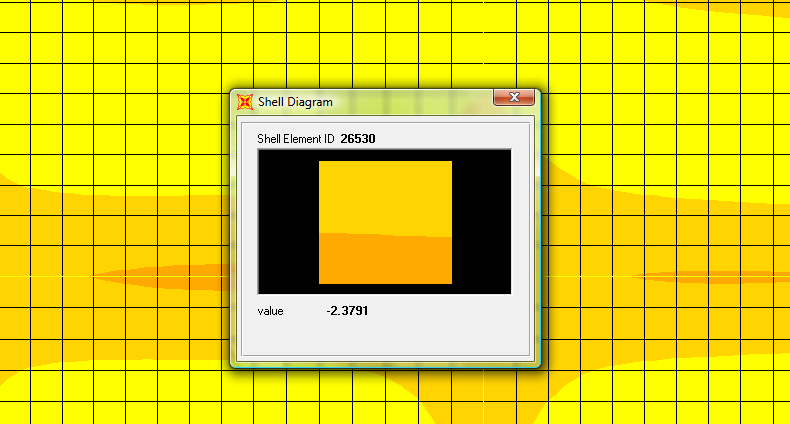 Shell Diagram
Shell Element ID 26530
value -2.3791